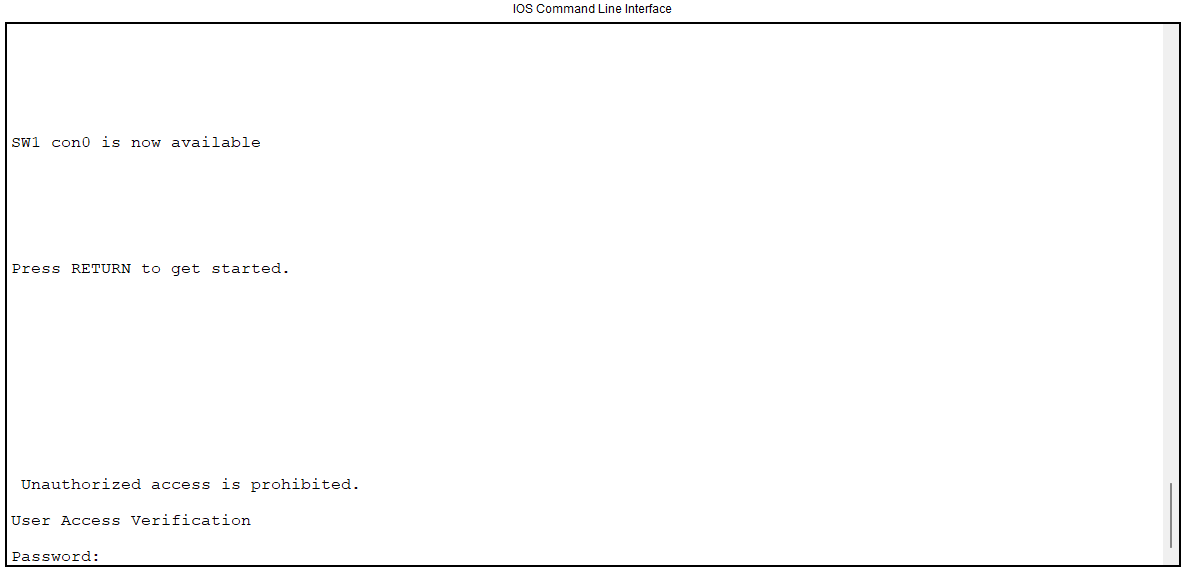 IOS Command Line Interface
SW1 con0 is now available
Press RETURN to get started.
Unauthorized access is prohibited.
User Access Verification
Password: